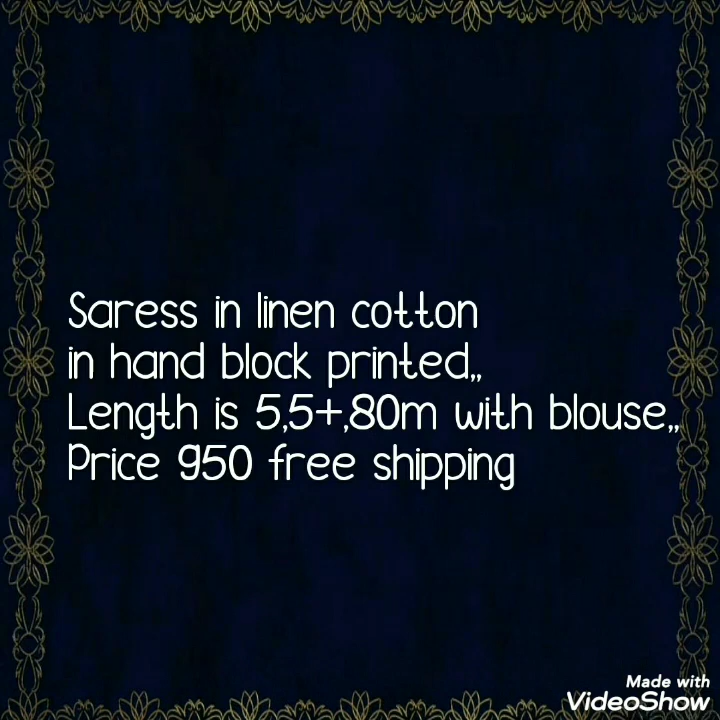 Saress in linen cotton
in hand block printed,,
Length is 5,5+,80m with blouse,,
Price 950 free shipping
Made with
VideoShow